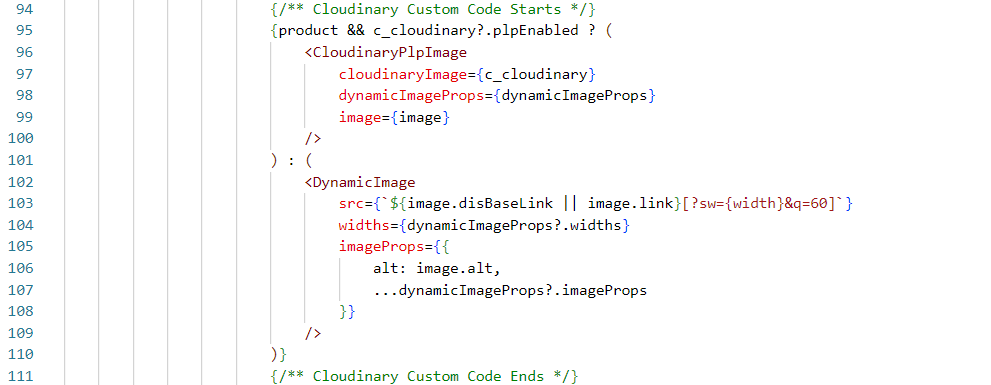 94 {/** Cloudinary Custom Code Starts */}
95 {product && c_cloudinary?.plpEnabled ? (
96 <CloudinaryPlpImage
97 cloudinaryImage={c_cloudinary}
98 dynamicImageProps={dynamicImageProps}
99 image={image}
100 />
101 ) : (
102 <DynamicImage
103 src={`${image.disBaseLink || image.link}[?sw={width}&q=60]`}
104 widths={dynamicImageProps?.widths}
105 imageProps={{
106 alt: image.alt,
107 ...dynamicImageProps?.imageProps
108 }}
109 />
110 )}
111 {/** Cloudinary Custom Code Ends */}